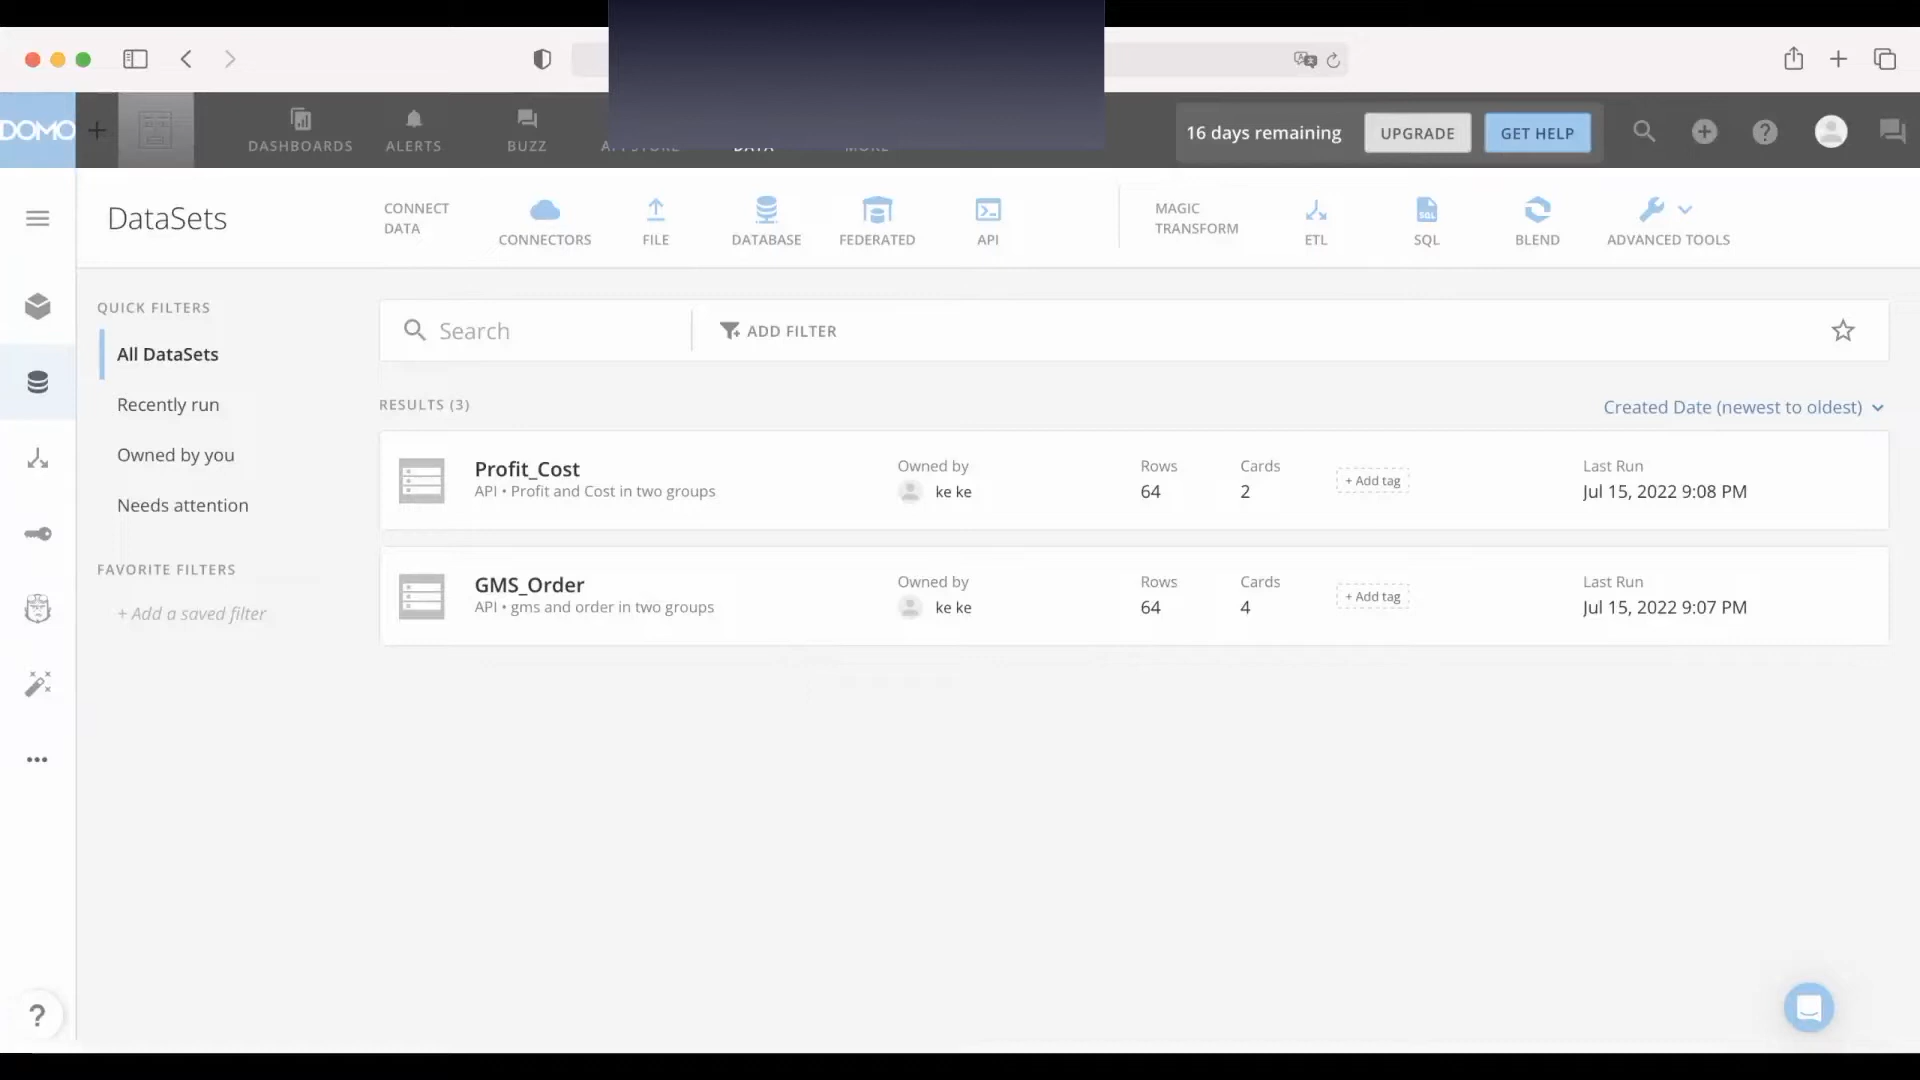 DOMO
DASHBOARDS
ALERTS
BUZZ
DATA
MORE
16 days remaining
UPGRADE
GET HELP
DataSets
CONNECT
DATA
CONNECTORS
FILE
DATABASE
FEDERATED
API
MAGIC
TRANSFORM
ETL
SQL
SQL
BLEND
ADVANCED TOOLS
QUICK FILTERS
All DataSets
Recently run
Owned by you
Needs attention
FAVORITE FILTERS
+ Add a saved filter
Search
ADD FILTER
RESULTS (3)
Created Date (newest to oldest)
Profit_Cost
API • Profit and Cost in two groups
Owned by
ke ke
Rows
64
Cards
2
+ Add tag
Last Run
Jul 15, 2022 9:08 PM
GMS_Order
API • gms and order in two groups
Owned by
ke ke
Rows
64
Cards
4
+ Add tag
Last Run
Jul 15, 2022 9:07 PM